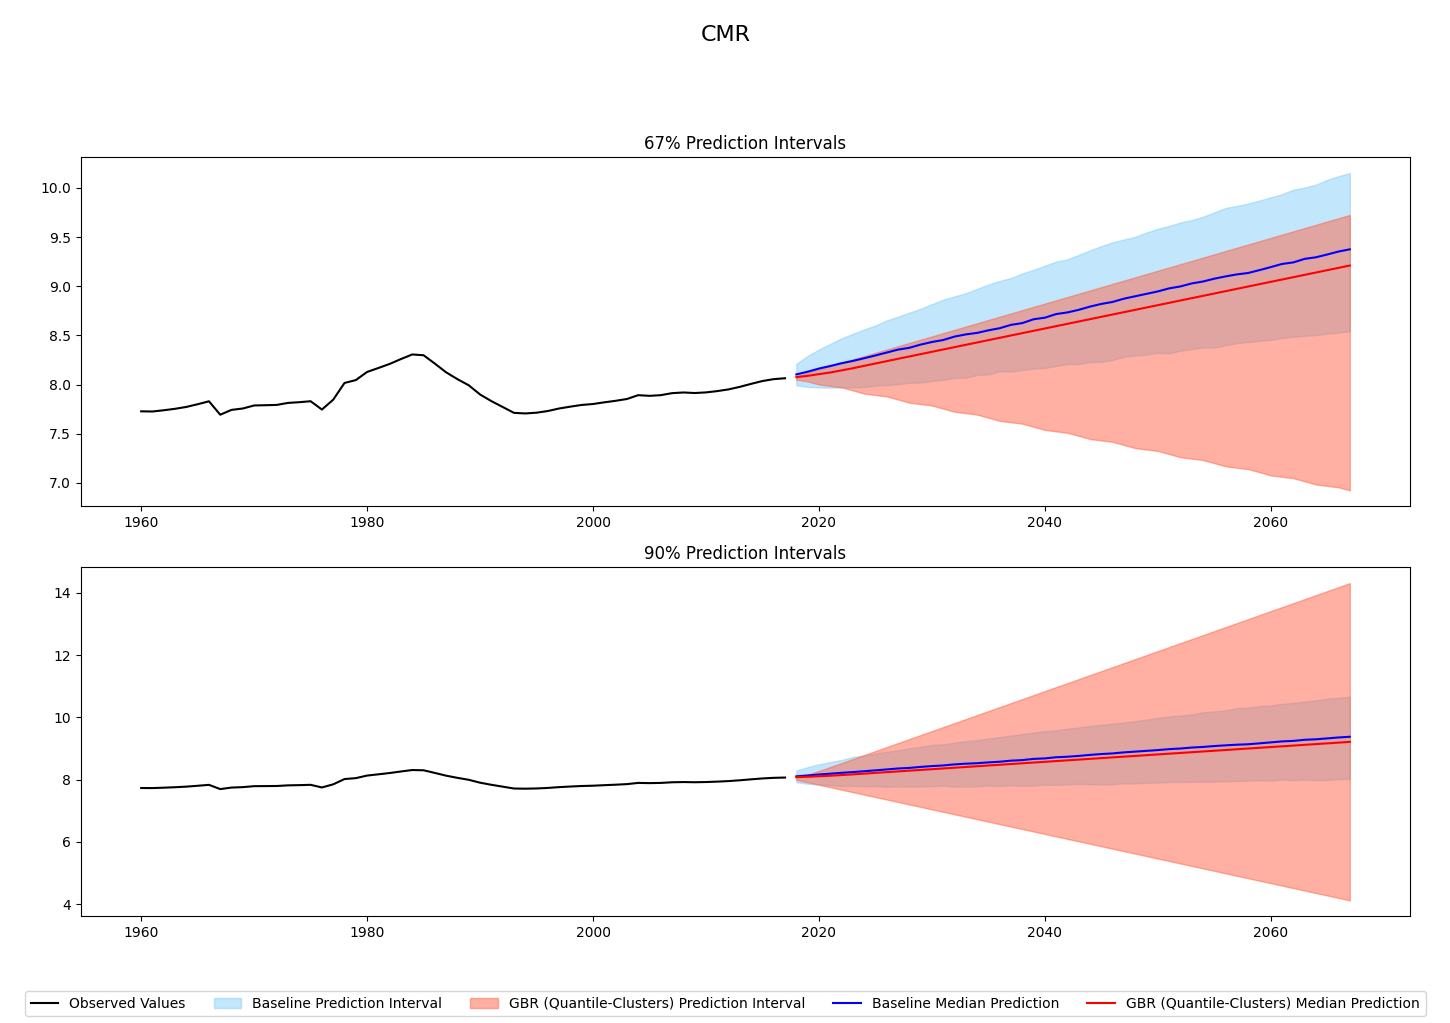 CMR
67% Prediction Intervals
10.0
9.5
9.0
8.5
8.0
7.5
7.0
1960 1980 2000 2020 2040 2060
90% Prediction Intervals
14
12
10
8
6
4
1960 1980 2000 2020 2040 2060
Observed Values Baseline Prediction Interval GBR (Quantile-Clusters) Prediction Interval Baseline Median Prediction GBR (Quantile-Clusters) Median Prediction